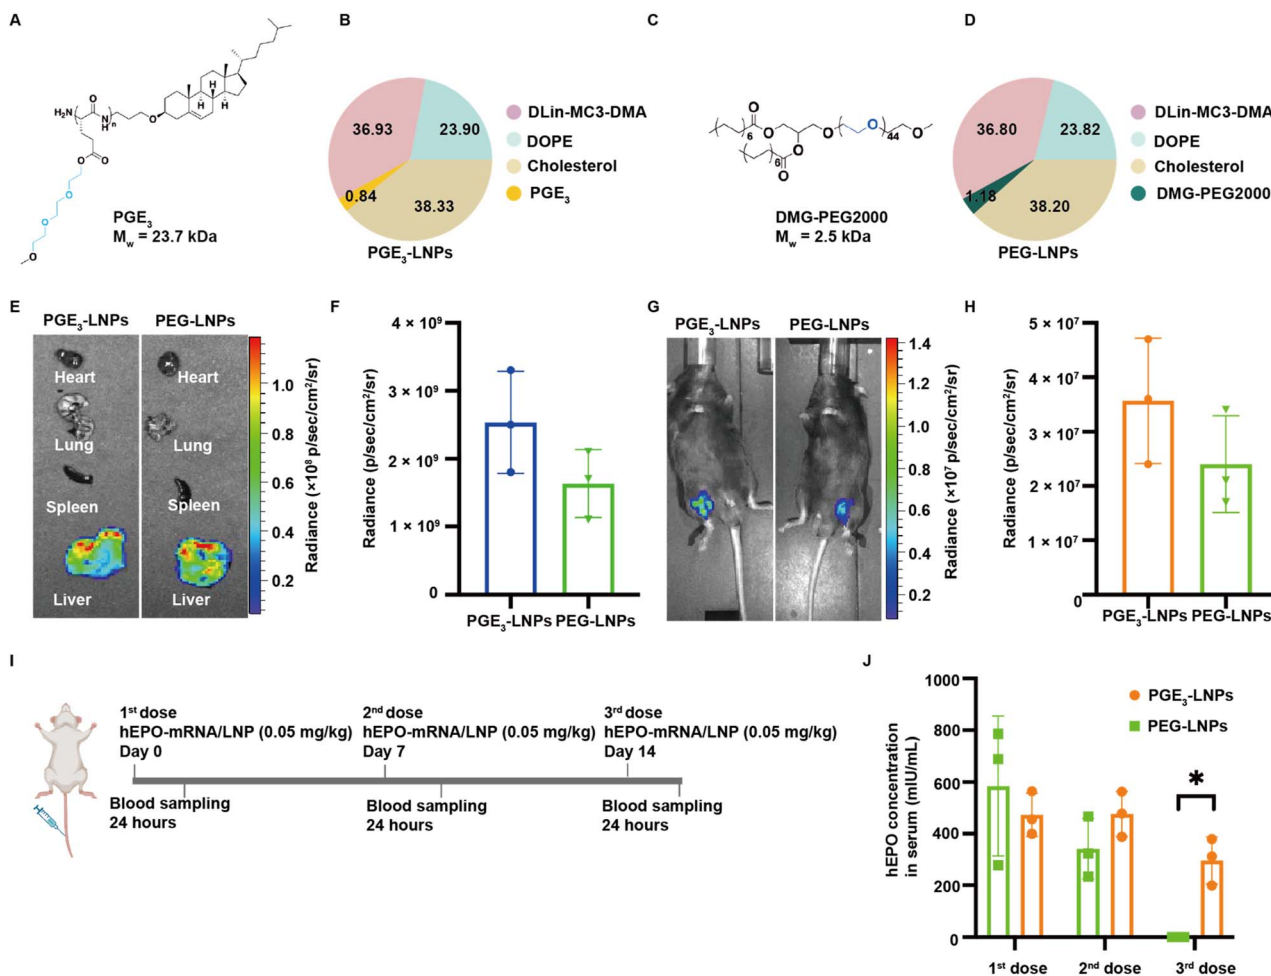 A
H₂N
O
N
H
n
O
H
H
H
O
O
O
O
O
O
PGE₃
M_w = 23.7 kDa
B
36.93
23.90
0.84
38.33
DLin-MC3-DMA
DOPE
Cholesterol
PGE₃
PGE₃-LNPs
C
O
6
O
O
O
44
O
6
O
O
DMG-PEG2000
M_w = 2.5 kDa
D
36.80
23.82
1.18
38.20
DLin-MC3-DMA
DOPE
Cholesterol
DMG-PEG2000
PEG-LNPs
E
PGE₃-LNPs
PEG-LNPs
Heart
Heart
Lung
Lung
Spleen
Spleen
Liver
Liver
1.0
0.8
0.6
0.4
0.2
Radiance (×10⁸ p/sec/cm²/sr)
F
Radiance (p/sec/cm²/sr)
4 × 10⁹
3 × 10⁹
2 × 10⁹
1 × 10⁹
0
PGE₃-LNPs PEG-LNPs
G
PGE₃-LNPs
PEG-LNPs
1.4
1.2
1.0
0.8
0.6
0.4
0.2
Radiance (×10⁷ p/sec/cm²/sr)
H
Radiance (p/sec/cm²/sr)
5 × 10⁷
4 × 10⁷
3 × 10⁷
2 × 10⁷
1 × 10⁷
0
PGE₃-LNPs PEG-LNPs
I
1st dose
hEPO-mRNA/LNP (0.05 mg/kg)
Day 0
2nd dose
hEPO-mRNA/LNP (0.05 mg/kg)
Day 7
3rd dose
hEPO-mRNA/LNP (0.05 mg/kg)
Day 14
Blood sampling
24 hours
Blood sampling
24 hours
Blood sampling
24 hours
J
hEPO concentration
in serum (mIU/mL)
1000
800
600
400
200
0
PGE₃-LNPs
PEG-LNPs
*
1st dose
2nd dose
3rd dose